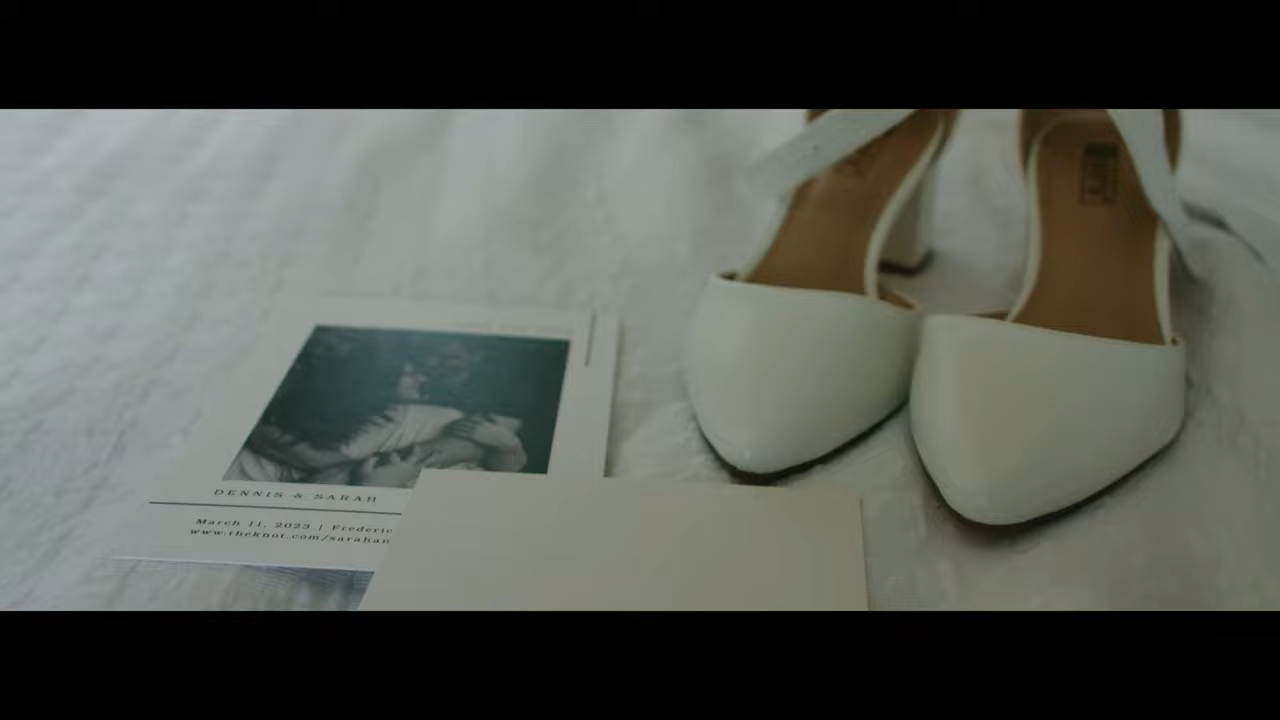 DENNIS & SARAH
March 11, 2023 | Frederic
www.theknot.com/sarahan